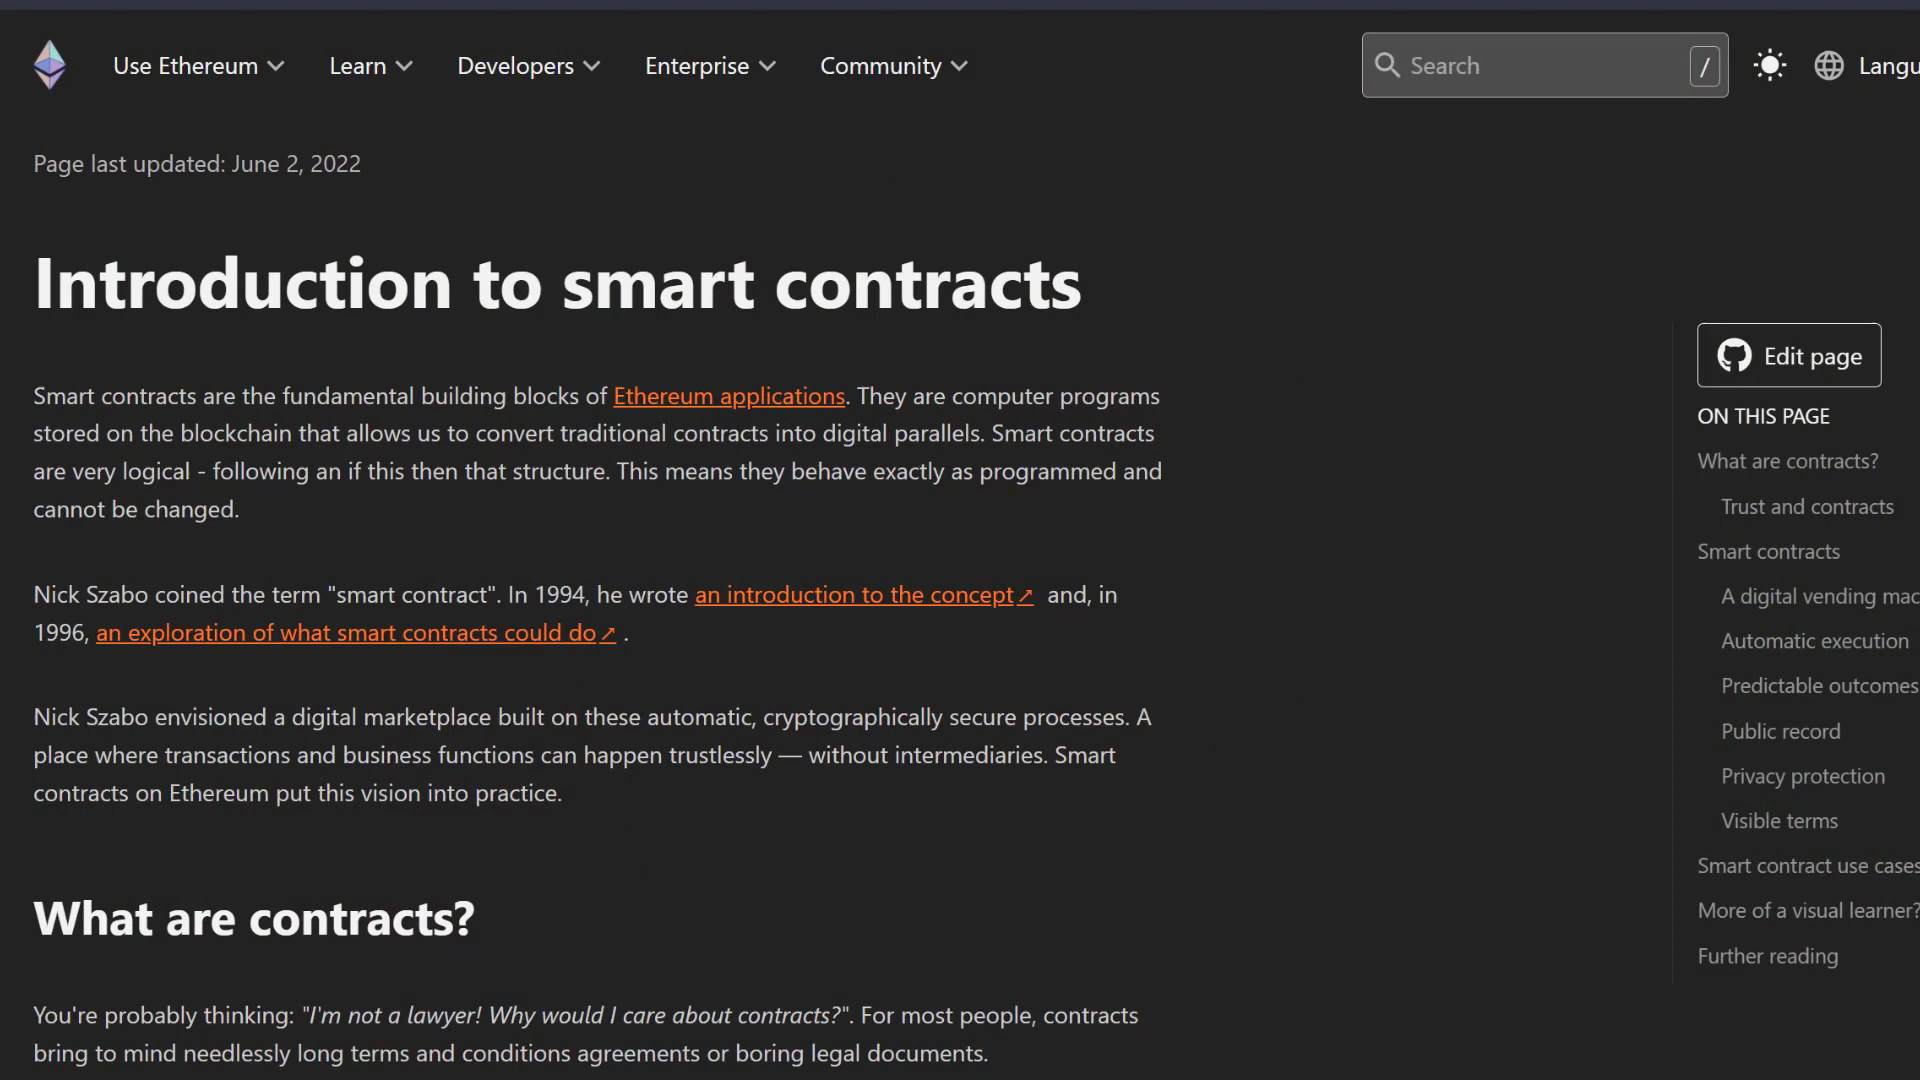 Use Ethereum
Learn
Developers
Enterprise
Community
Search
/
Langu
Page last updated: June 2, 2022
Introduction to smart contracts
Smart contracts are the fundamental building blocks of Ethereum applications. They are computer programs
stored on the blockchain that allows us to convert traditional contracts into digital parallels. Smart contracts
are very logical - following an if this then that structure. This means they behave exactly as programmed and
cannot be changed.
Nick Szabo coined the term "smart contract". In 1994, he wrote an introduction to the concept↗ and, in
1996, an exploration of what smart contracts could do↗ .
Nick Szabo envisioned a digital marketplace built on these automatic, cryptographically secure processes. A
place where transactions and business functions can happen trustlessly — without intermediaries. Smart
contracts on Ethereum put this vision into practice.
What are contracts?
You're probably thinking: "I'm not a lawyer! Why would I care about contracts?". For most people, contracts
bring to mind needlessly long terms and conditions agreements or boring legal documents.
Edit page
ON THIS PAGE
What are contracts?
Trust and contracts
Smart contracts
A digital vending mac
Automatic execution
Predictable outcomes
Public record
Privacy protection
Visible terms
Smart contract use cases
More of a visual learner?
Further reading